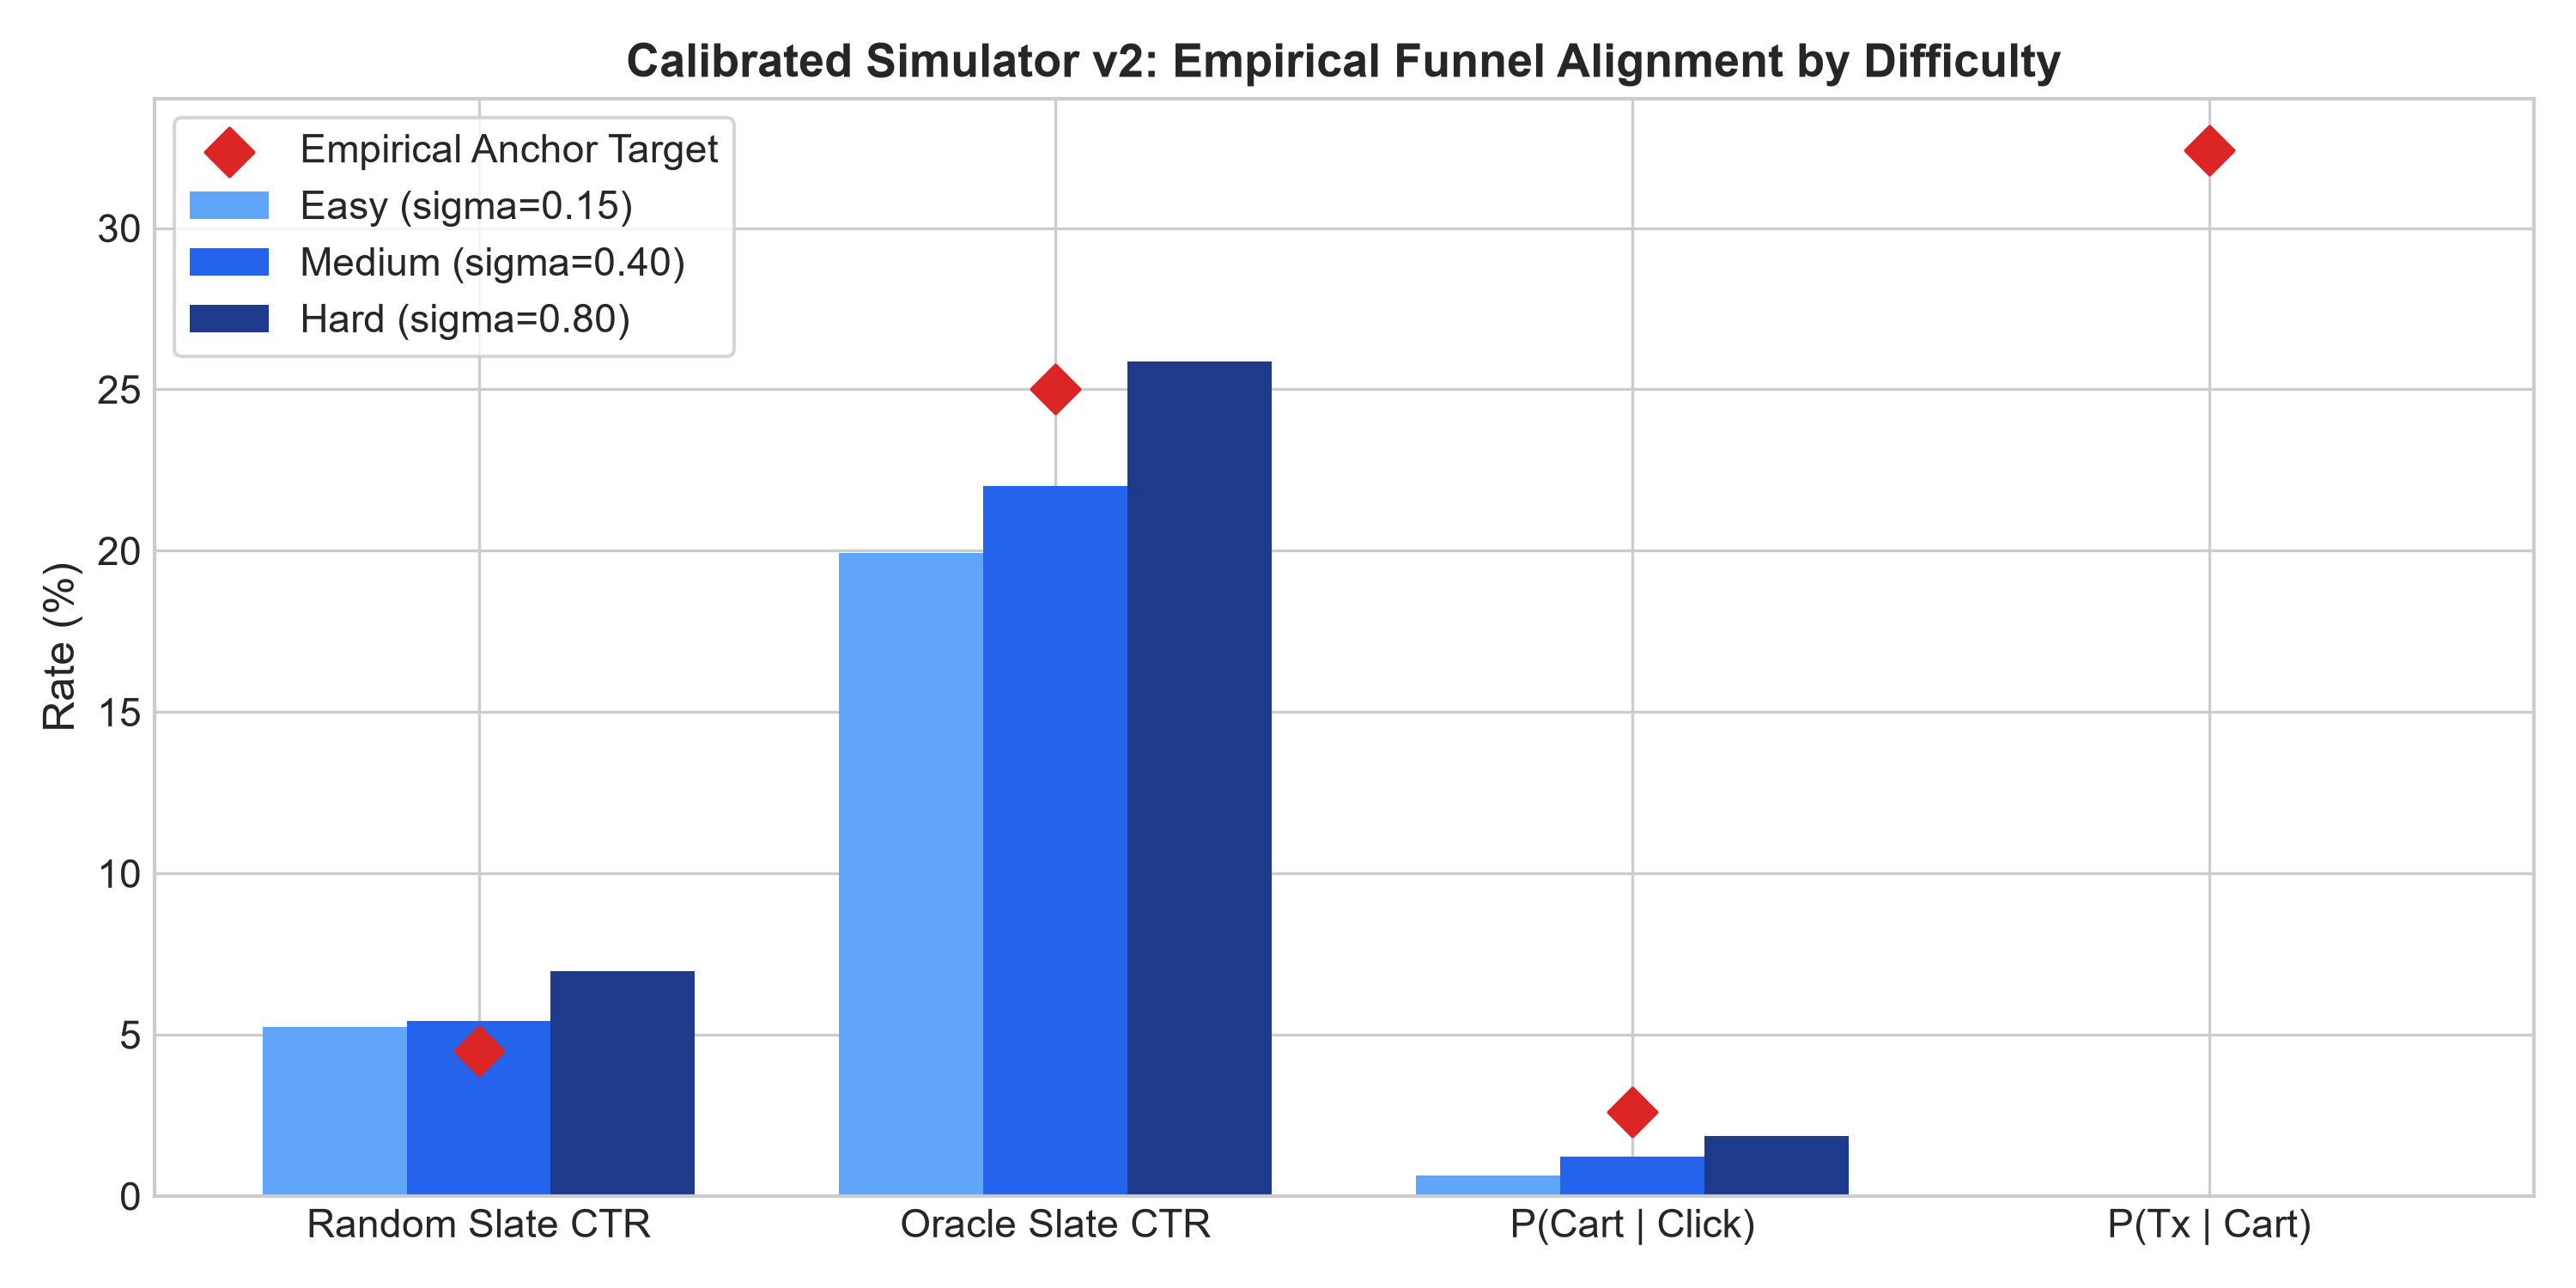 Calibrated Simulator v2: Empirical Funnel Alignment by Difficulty
Empirical Anchor Target
Easy (sigma=0.15)
Medium (sigma=0.40)
Hard (sigma=0.80)
Rate (%)
30
25
20
15
10
5
0
Random Slate CTR
Oracle Slate CTR
P(Cart | Click)
P(Tx | Cart)